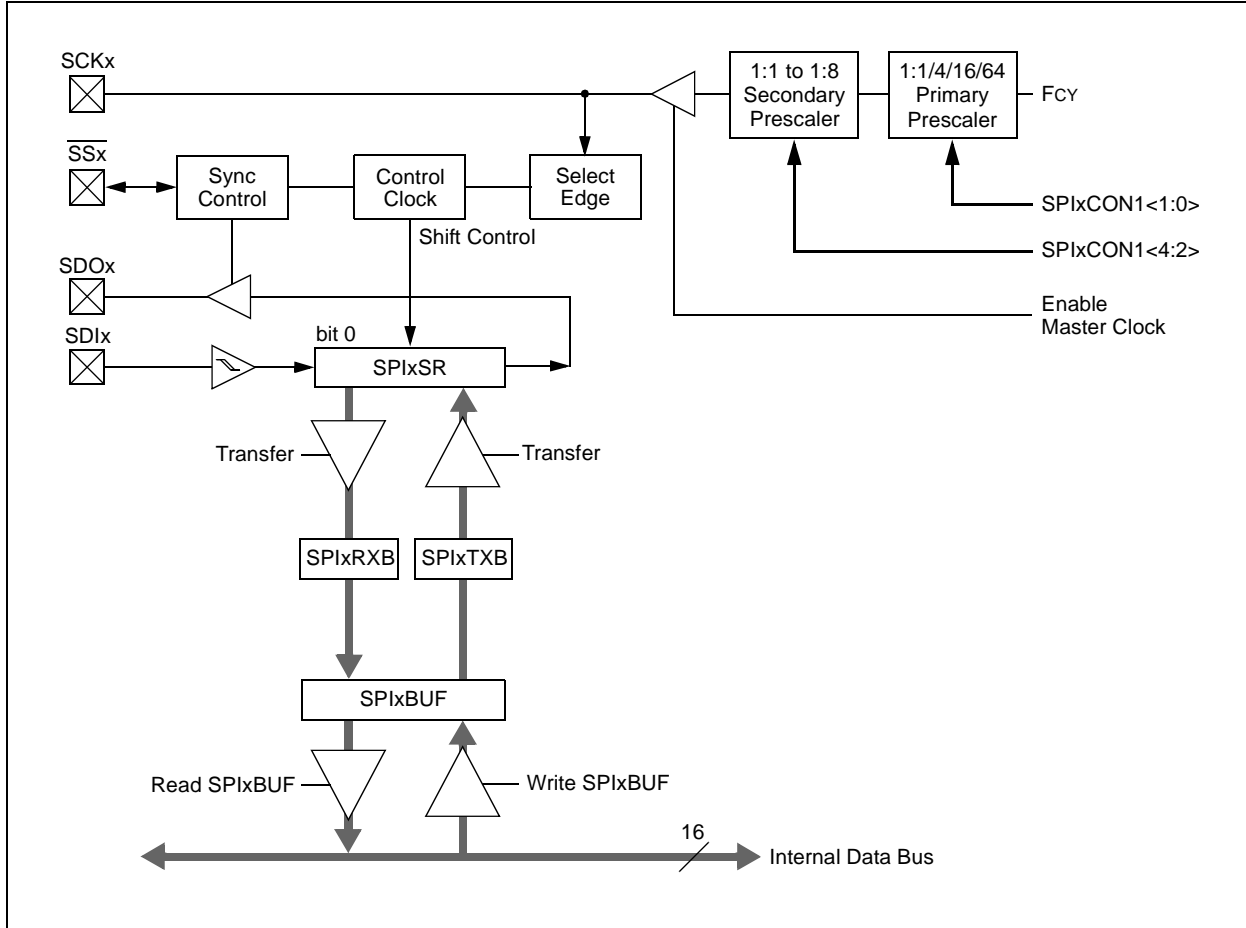 SCKx
1:1 to 1:8
Secondary
Prescaler
1:1/4/16/64
Primary
Prescaler
FCY
SSx
Sync
Control
Control
Clock
Select
Edge
SPIxCON1<1:0>
Shift Control
SPIxCON1<4:2>
SDOx
Enable
Master Clock
SDIx
bit 0
SPIxSR
Transfer
Transfer
SPIxRXB
SPIxTXB
SPIxBUF
Read SPIxBUF
Write SPIxBUF
16
Internal Data Bus